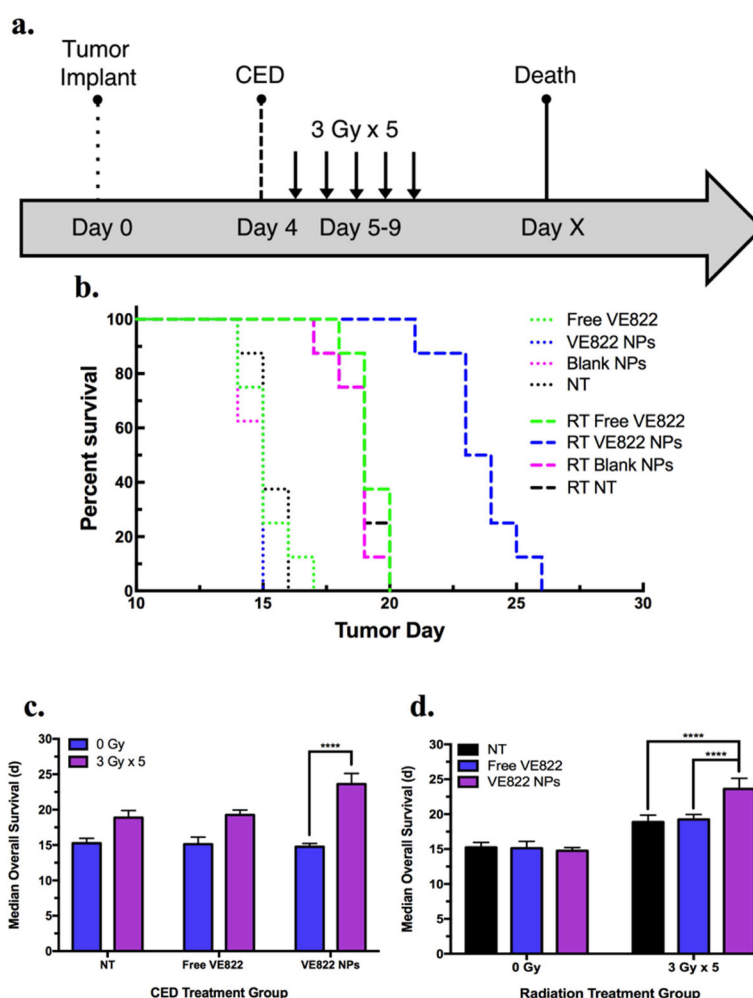 a.
Tumor
Implant
CED
Death
3 Gy x 5
Day 0
Day 4
Day 5-9
Day X
b.
Percent survival
100
80
60
40
20
0
10
15
20
25
30
Tumor Day
Free VE822
VE822 NPs
Blank NPs
NT
RT Free VE822
RT VE822 NPs
RT Blank NPs
RT NT
c.
Median Overall Survival (d)
30
25
20
15
10
5
0
0 Gy
3 Gy x 5
****
NT
Free VE822
VE822 NPs
CED Treatment Group
d.
Median Overall Survival (d)
30
25
20
15
10
5
0
NT
Free VE822
VE822 NPs
****
****
0 Gy
3 Gy x 5
Radiation Treatment Group